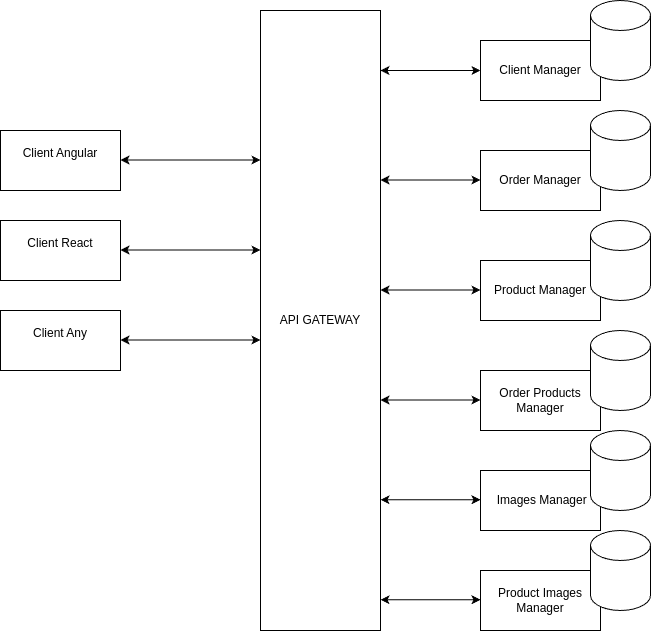 Client Manager
Client Angular
Order Manager
Client React
Product Manager
API GATEWAY
Client Any
Order Products
Manager
Images Manager
Product Images
Manager